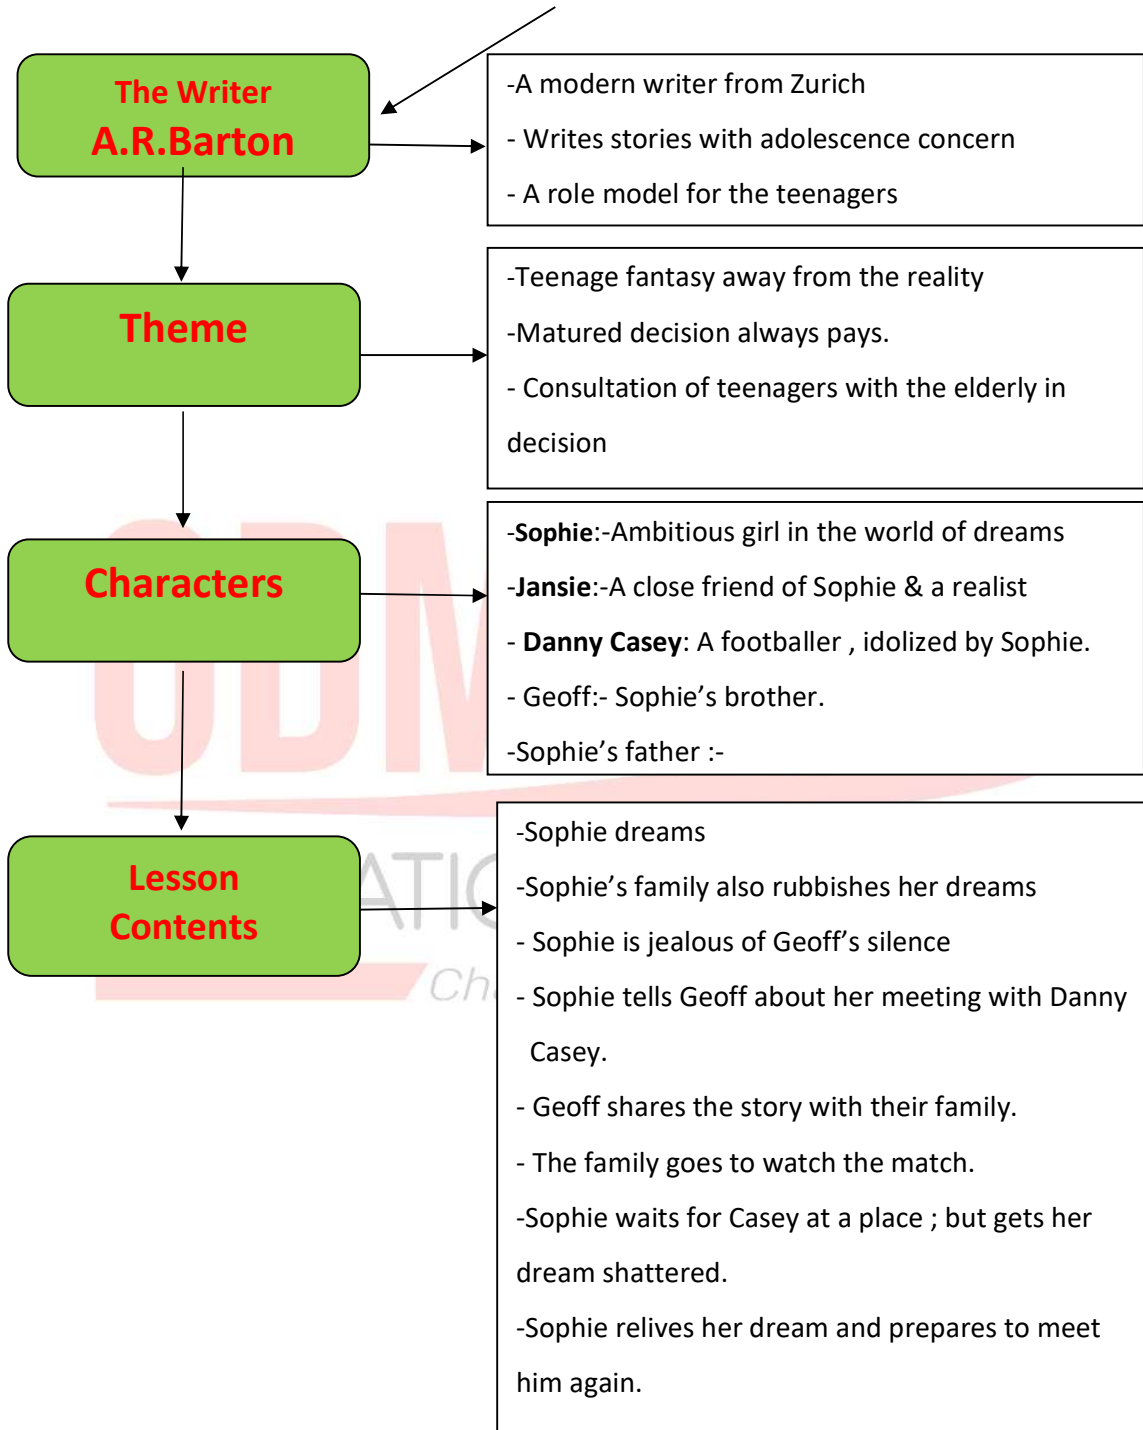 The Writer
A.R.Barton
-A modern writer from Zurich
- Writes stories with adolescence concern
- A role model for the teenagers
Theme
-Teenage fantasy away from the reality
-Matured decision always pays.
- Consultation of teenagers with the elderly in
decision
Characters
-Sophie:-Ambitious girl in the world of dreams
-Jansie:-A close friend of Sophie & a realist
- Danny Casey: A footballer , idolized by Sophie.
- Geoff:- Sophie’s brother.
-Sophie’s father :-
Lesson
Contents
-Sophie dreams
-Sophie’s family also rubbishes her dreams
- Sophie is jealous of Geoff’s silence
- Sophie tells Geoff about her meeting with Danny
Casey.
- Geoff shares the story with their family.
- The family goes to watch the match.
-Sophie waits for Casey at a place ; but gets her
dream shattered.
-Sophie relives her dream and prepares to meet
him again.